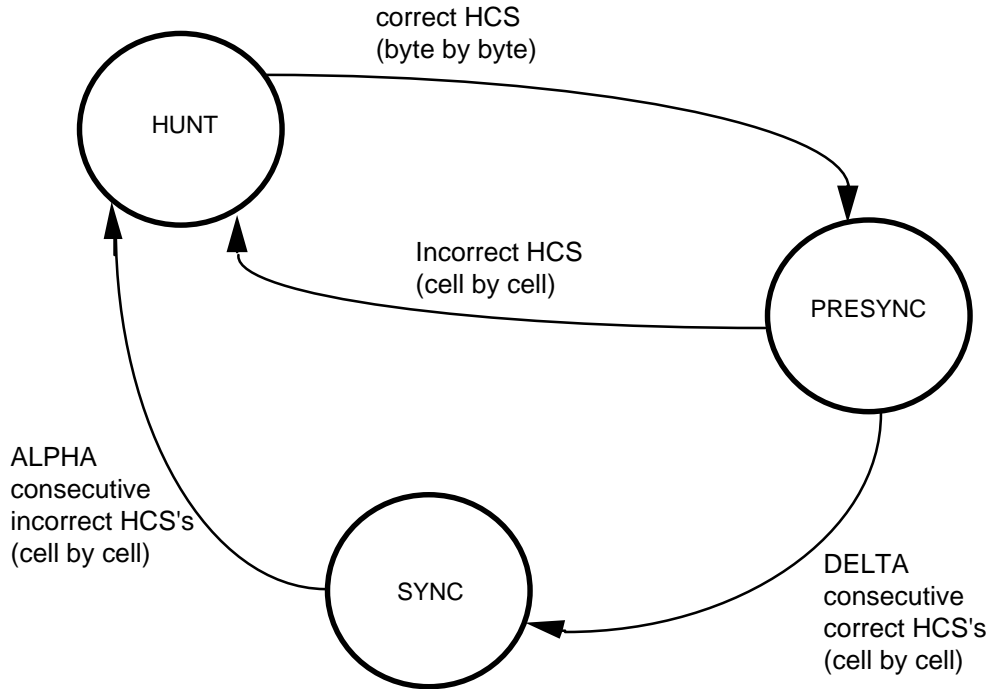 correct HCS
(byte by byte)
HUNT
Incorrect HCS
(cell by cell)
PRESYNC
ALPHA
consecutive
incorrect HCS's
(cell by cell)
SYNC
DELTA
consecutive
correct HCS's
(cell by cell)